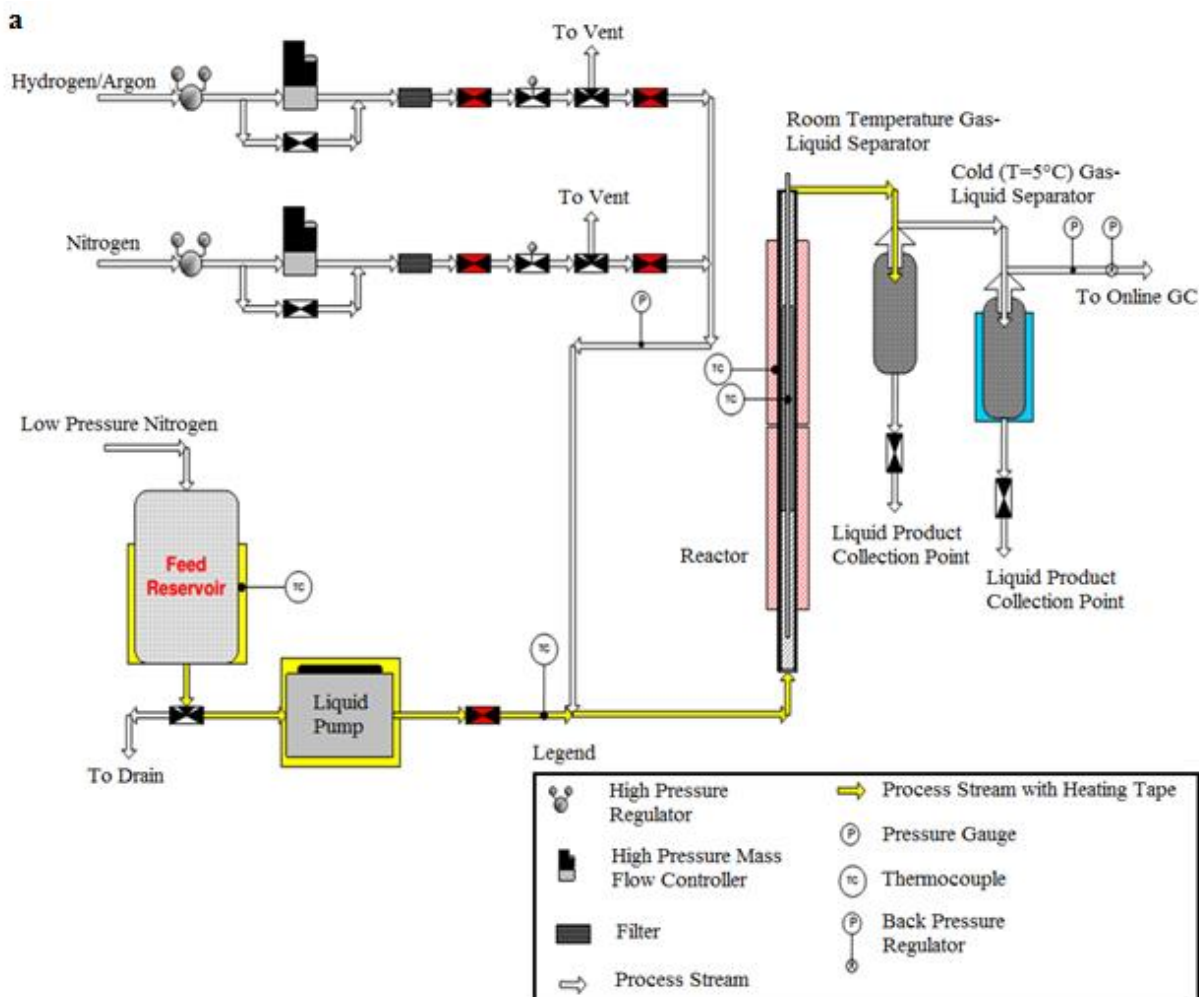 a
To Vent
Hydrogen/Argon
Room Temperature Gas-
Liquid Separator
Cold (T=5°C) Gas-
Liquid Separator
To Vent
Nitrogen
P
P
To Online GC
P
TC
TC
Low Pressure Nitrogen
Feed
Reservoir
TC
Reactor
Liquid Product
Collection Point
Liquid Product
Collection Point
TC
Liquid
Pump
To Drain
Legend
High Pressure
Regulator
High Pressure Mass
Flow Controller
Filter
Process Stream
Process Stream with Heating Tape
P
Pressure Gauge
TC
Thermocouple
P
Back Pressure
Regulator